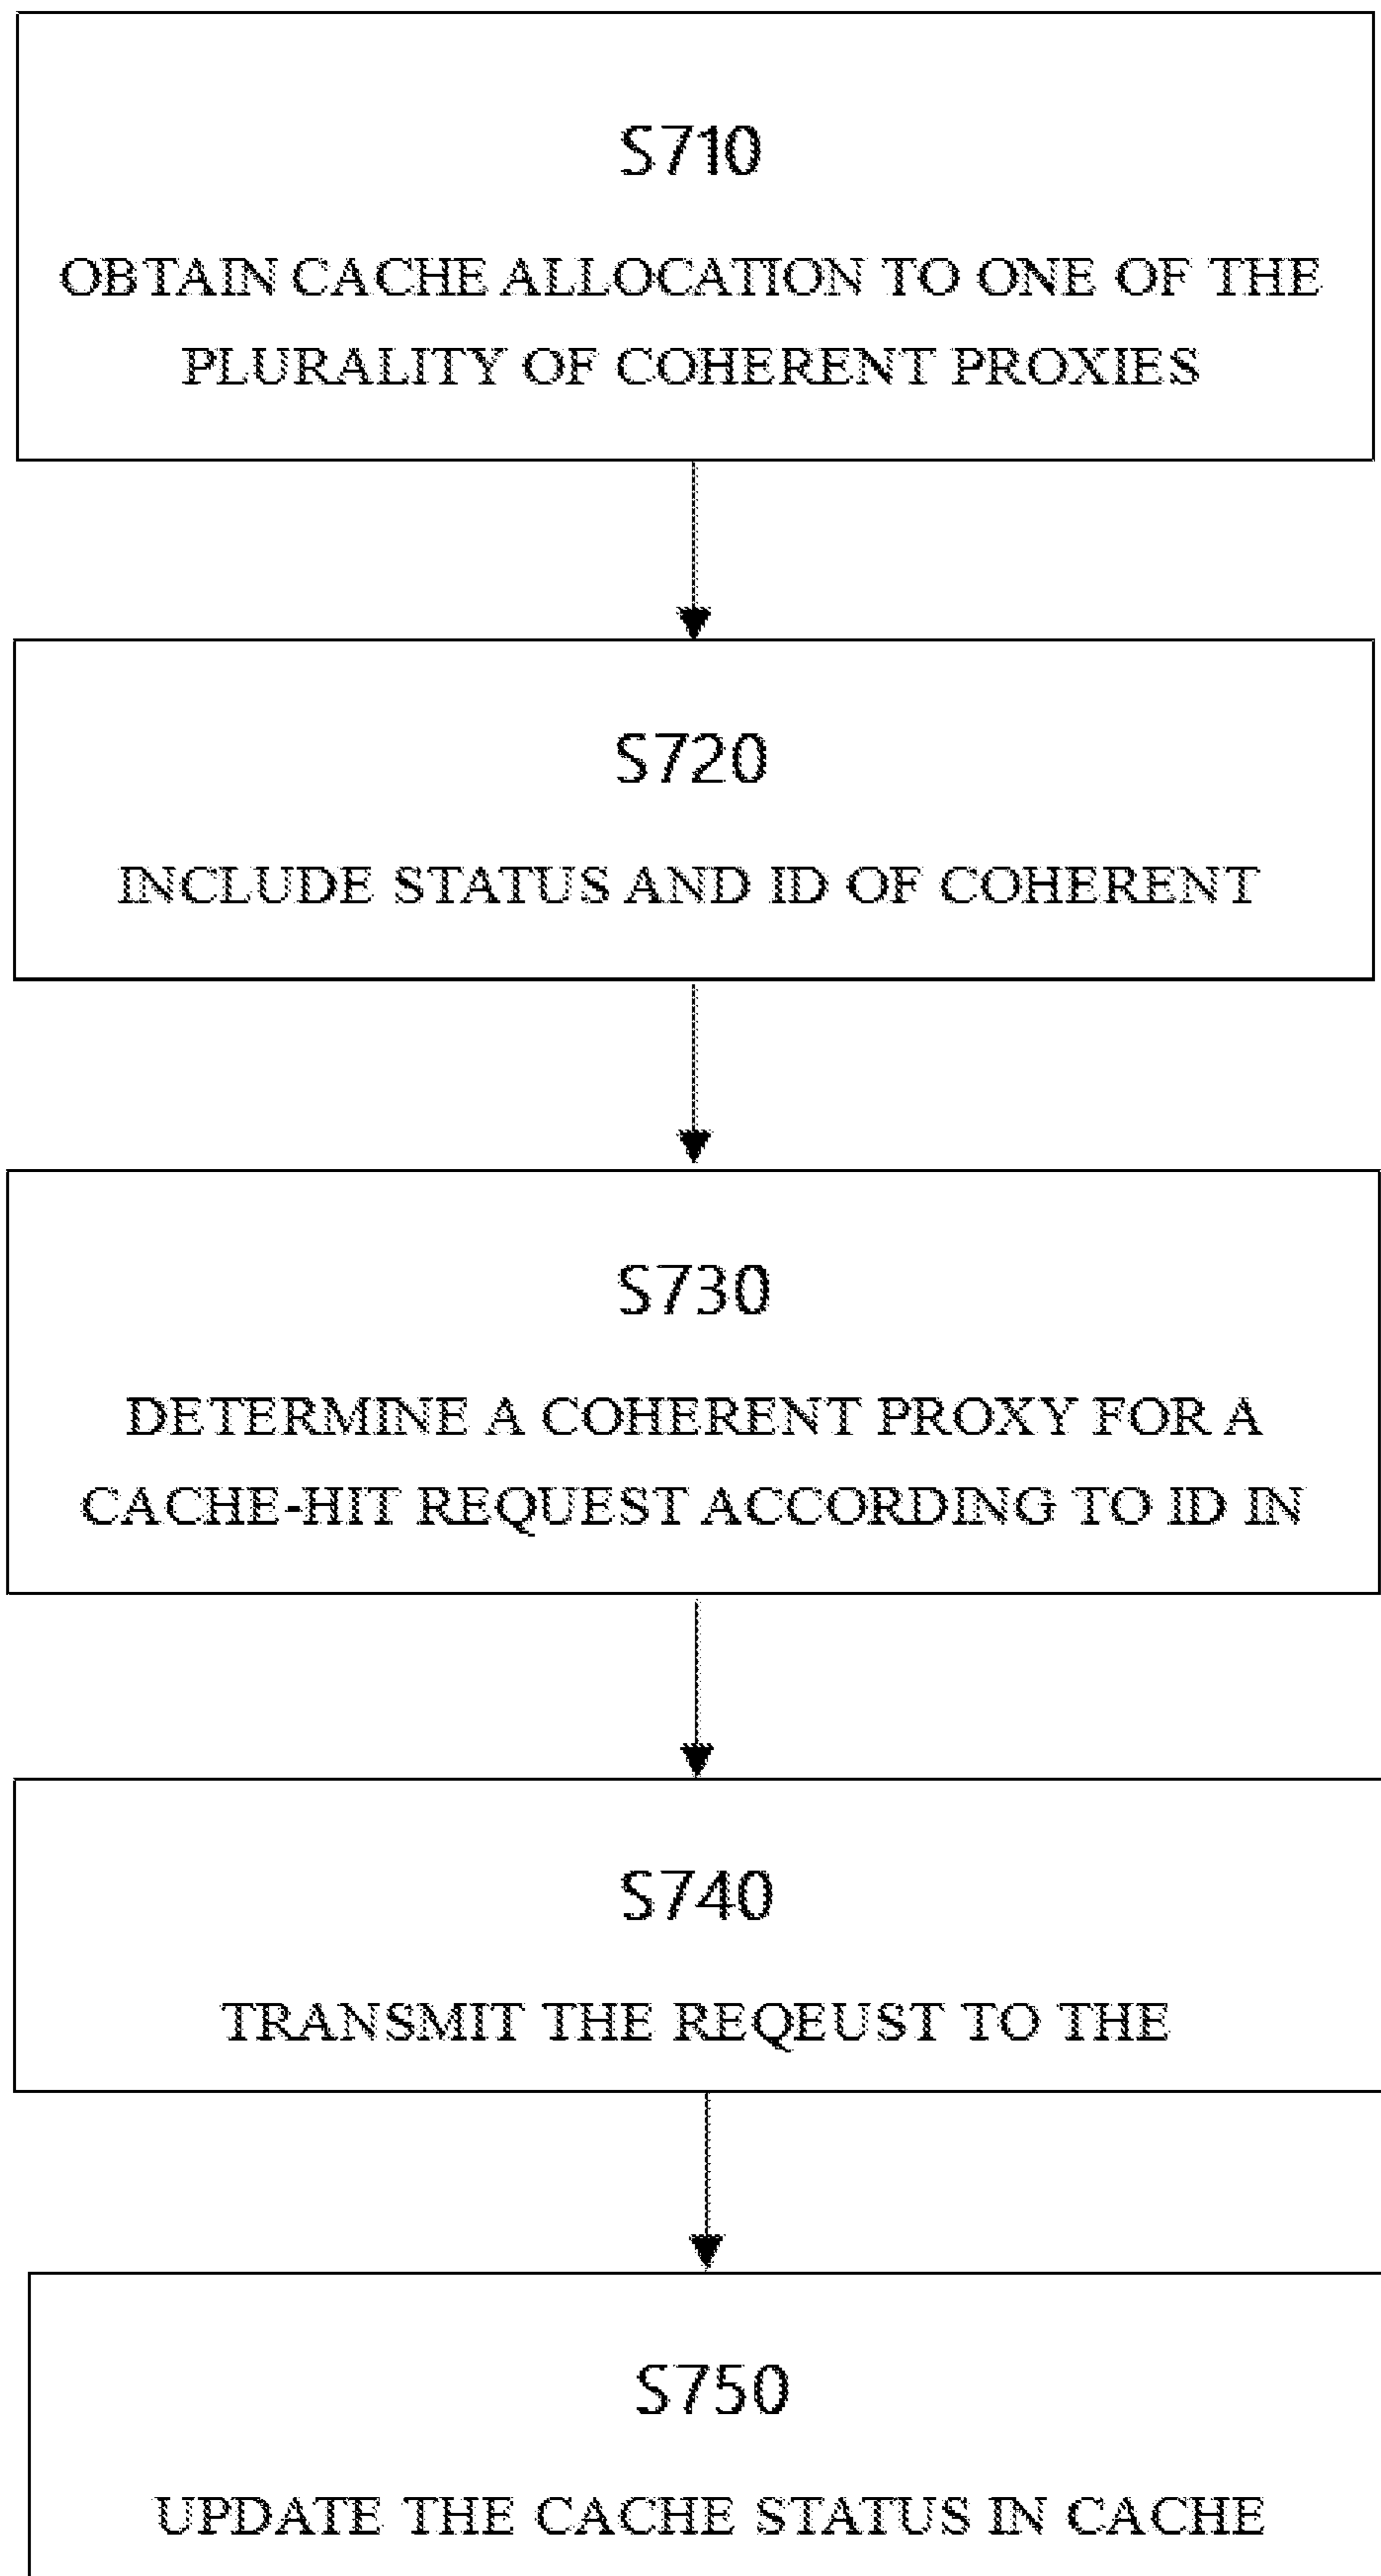 S710
OBTAIN CACHE ALLOCATION TO ONE OF THE
PLURALITY OF COHERENT PROXIES
S720
INCLUDE STATUS AND ID OF COHERENT
S730
DETERMINE A COHERENT PROXY FOR A
CACHE-HIT REQUEST ACCORDING TO ID IN
S740
TRANSMIT THE REQEUST TO THE
S750
UPDATE THE CACHE STATUS IN CACHE